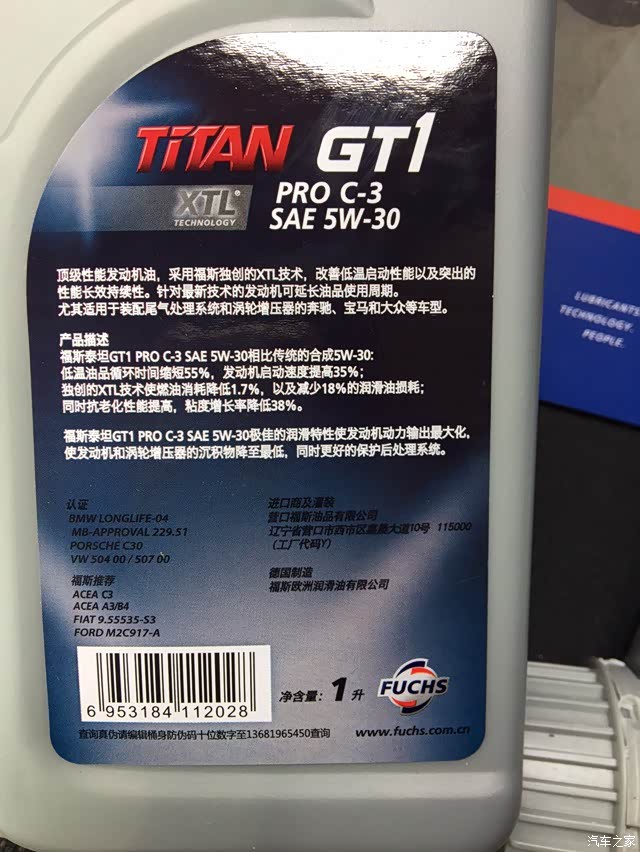 TITAN GT1
XTL®
TECHNOLOGY
PRO C-3
SAE 5W-30
顶级性能发动机油，采用福斯独创的XTL技术，改善低温启动性能以及突出的
性能长效持续性。针对最新技术的发动机可延长油品使用周期。
尤其适用于装配尾气处理系统和涡轮增压器的奔驰、宝马和大众等车型。
产品描述
福斯泰坦GT1 PRO C-3 SAE 5W-30相比传统的合成5W-30:
低温油品循环时间缩短55%，发动机启动速度提高35%；
独创的XTL技术使燃油消耗降低1.7%，以及减少18%的润滑油损耗；
同时抗老化性能提高，粘度增长率降低38%。
福斯泰坦GT1 PRO C-3 SAE 5W-30极佳的润滑特性使发动机动力输出最大化，
使发动机和涡轮增压器的沉积物降至最低，同时更好的保护后处理系统。
认证
BMW LONGLIFE-04
MB-APPROVAL 229.51
PORSCHE C30
VW 504 00 / 507 00
福斯推荐
ACEA C3
ACEA A3/B4
FIAT 9.55535-S3
FORD M2C917-A
进口商及灌装
营口福斯油品有限公司
辽宁省营口市西市区嘉晨大道10号 115000
（工厂代码Y）
德国制造
福斯欧洲润滑油有限公司
6 953184 112028
净含量：1升
FUCHS
查询真伪请编辑桶身防伪码十位数字至13681965450查询
www.fuchs.com.cn
LUBRICANTS.
TECHNOLOGY.
PEOPLE.
汽车之家